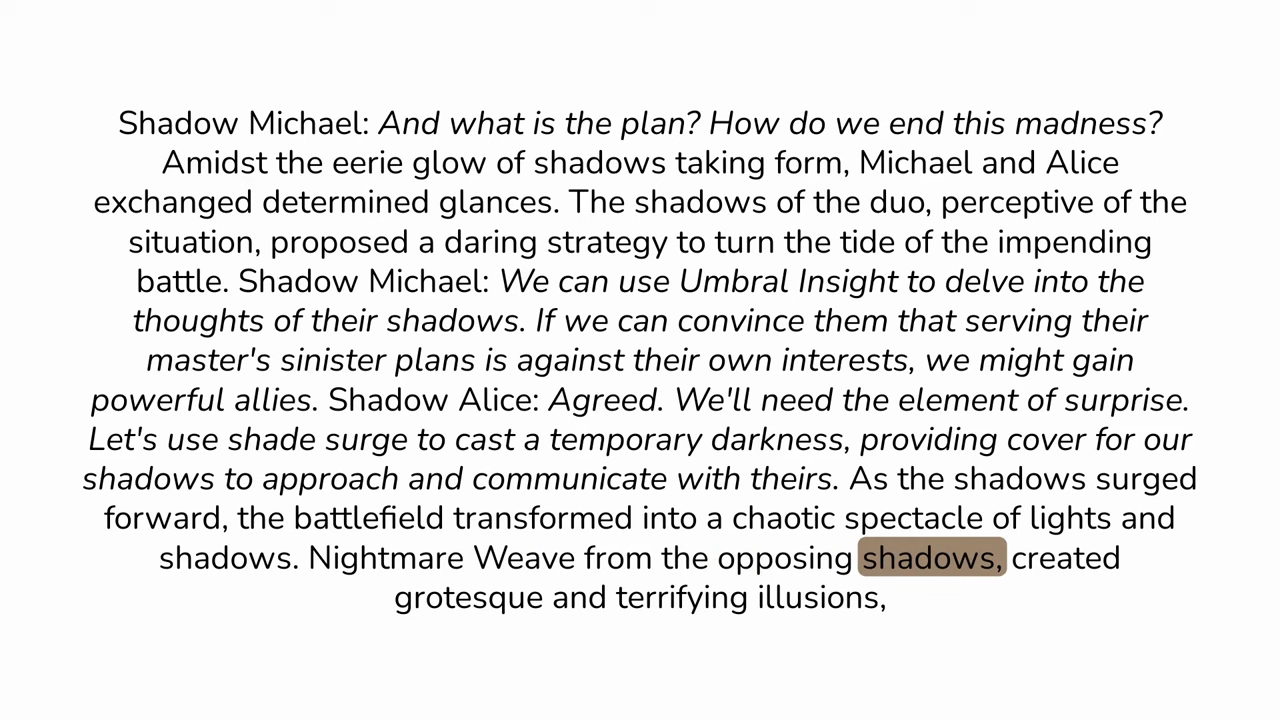 Shadow Michael: And what is the plan? How do we end this madness?
Amidst the eerie glow of shadows taking form, Michael and Alice
exchanged determined glances. The shadows of the duo, perceptive of the
situation, proposed a daring strategy to turn the tide of the impending
battle. Shadow Michael: We can use Umbral Insight to delve into the
thoughts of their shadows. If we can convince them that serving their
master's sinister plans is against their own interests, we might gain
powerful allies. Shadow Alice: Agreed. We'll need the element of surprise.
Let's use shade surge to cast a temporary darkness, providing cover for our
shadows to approach and communicate with theirs. As the shadows surged
forward, the battlefield transformed into a chaotic spectacle of lights and
shadows. Nightmare Weave from the opposing shadows, created
grotesque and terrifying illusions,